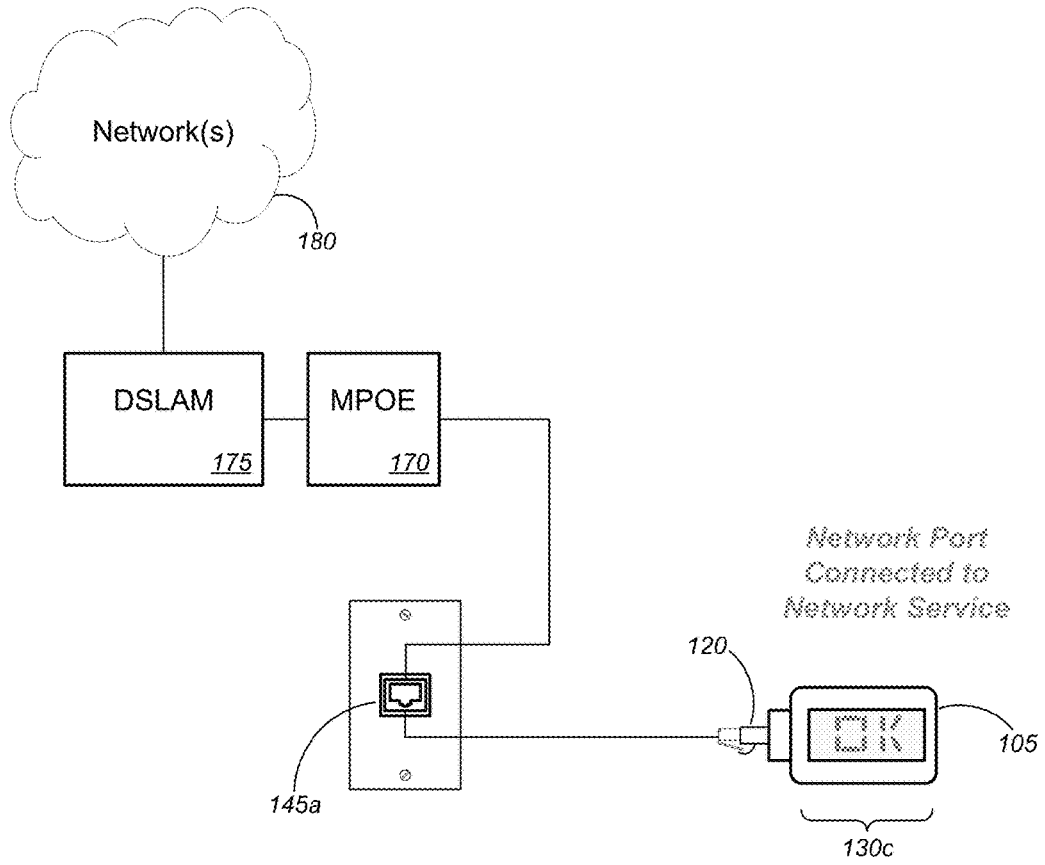 Network(s)
180
DSLAM
175
MPOE
170
Network Port
Connected to
Network Service
120
OK
105
145a
130c